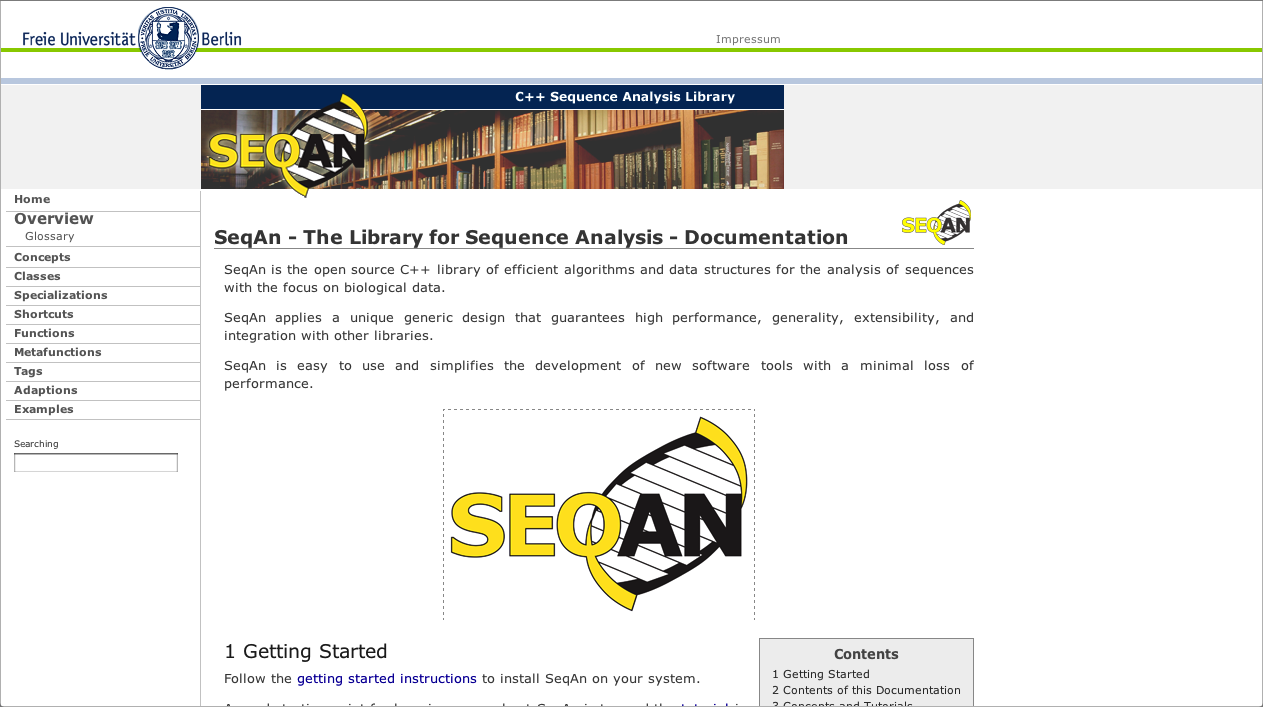 Freie Universität Berlin
Impressum
C++ Sequence Analysis Library
SEQAN
Home
Overview
Glossary
Concepts
Classes
Specializations
Shortcuts
Functions
Metafunctions
Tags
Adaptions
Examples
Searching
SEQAN
SeqAn - The Library for Sequence Analysis - Documentation
SeqAn is the open source C++ library of efficient algorithms and data structures for the analysis of sequences
with the focus on biological data.
SeqAn applies a unique generic design that guarantees high performance, generality, extensibility, and
integration with other libraries.
SeqAn is easy to use and simplifies the development of new software tools with a minimal loss of
performance.
SEQAN
1 Getting Started
Follow the getting started instructions to install SeqAn on your system.
Contents
1 Getting Started
2 Contents of this Documentation
3 Concepts and Tutorials